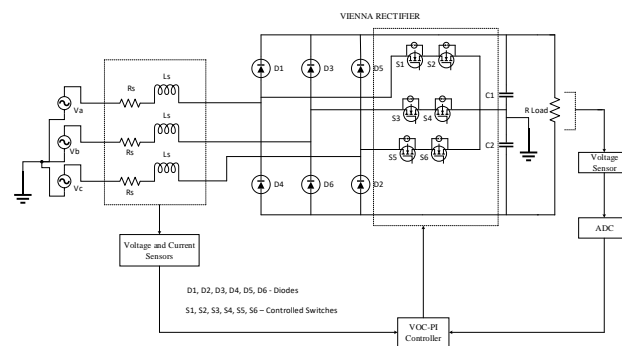 VIENNA RECTIFIER
D1
D3
D5
S1
S2
Rs
Ls
Va
Rs
Ls
Vb
Rs
Ls
Vc
S3
S4
S5
S6
C1
C2
R Load
D4
D6
D2
Voltage
Sensor
ADC
Voltage and Current
Sensors
D1, D2, D3, D4, D5, D6 - Diodes
S1, S2, S3, S4, S5, S6 – Controlled Switches
VOC-PI
Controller